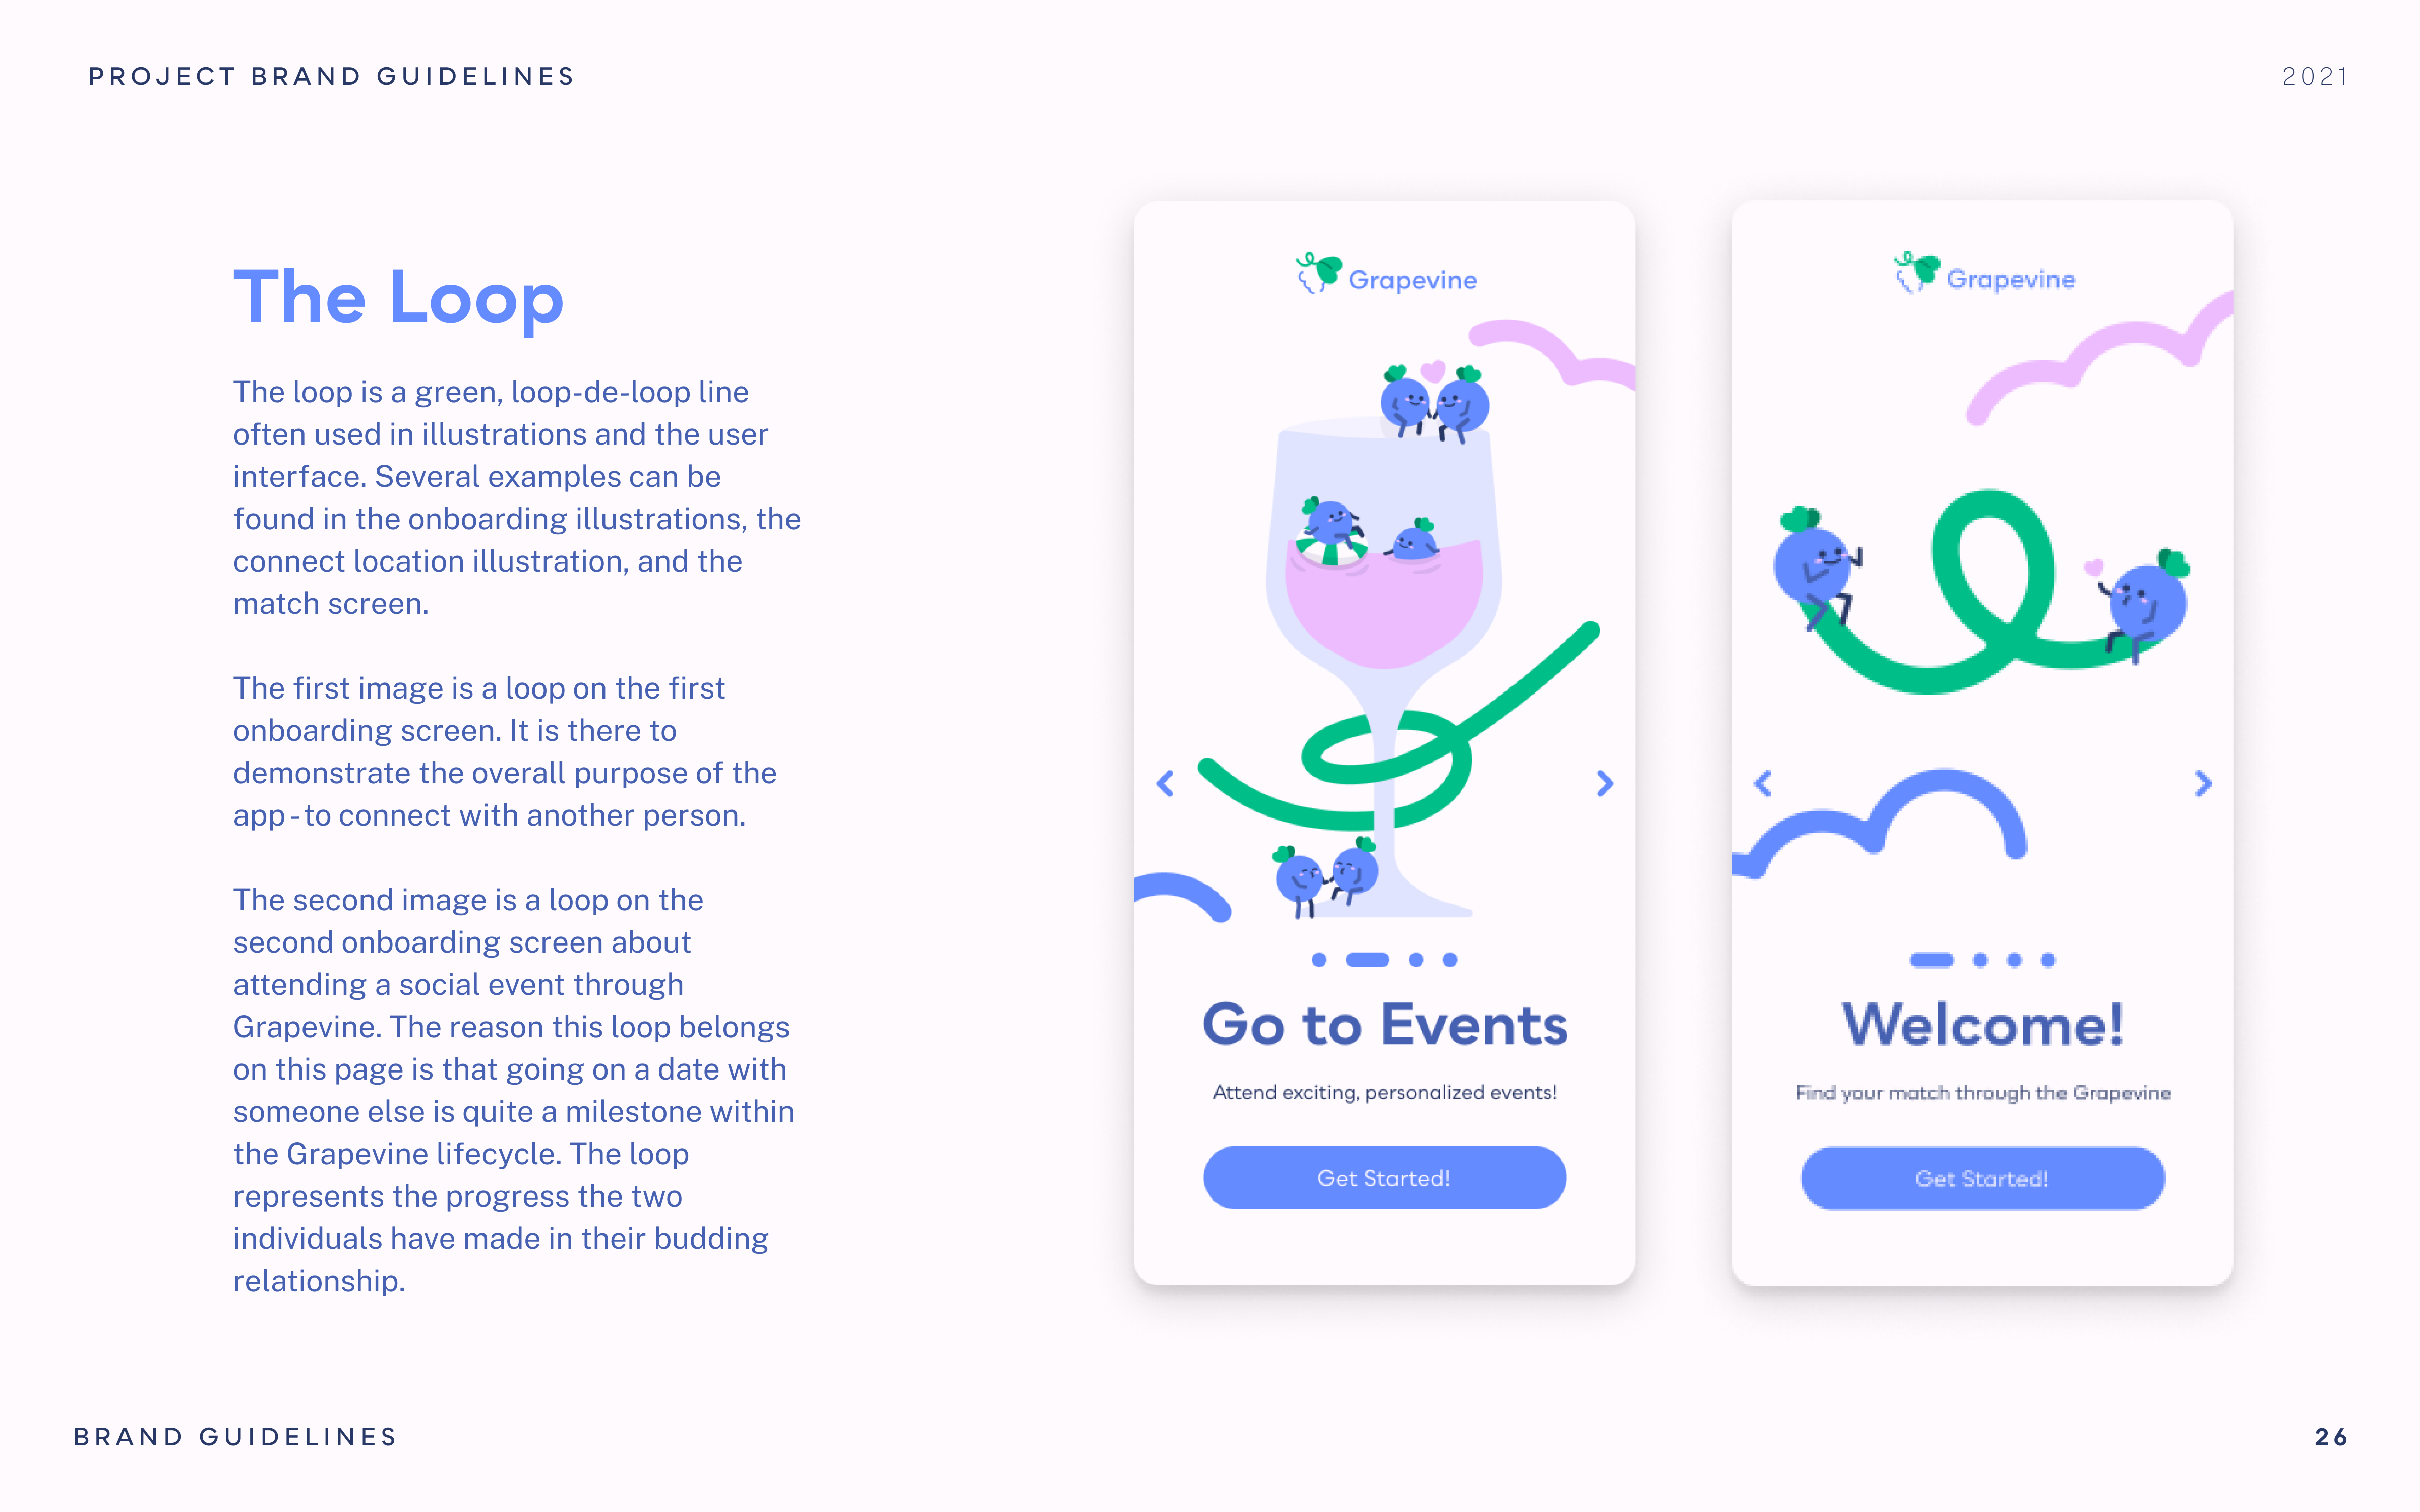 PROJECT BRAND GUIDELINES
2021
The Loop
The loop is a green, loop-de-loop line
often used in illustrations and the user
interface. Several examples can be
found in the onboarding illustrations, the
connect location illustration, and the
match screen.
The first image is a loop on the first
onboarding screen. It is there to
demonstrate the overall purpose of the
app - to connect with another person.
The second image is a loop on the
second onboarding screen about
attending a social event through
Grapevine. The reason this loop belongs
on this page is that going on a date with
someone else is quite a milestone within
the Grapevine lifecycle. The loop
represents the progress the two
individuals have made in their budding
relationship.
Grapevine
Go to Events
Attend exciting, personalized events!
Get Started!
Grapevine
Welcome!
Find your match through the Grapevine
Get Started!
BRAND GUIDELINES
26